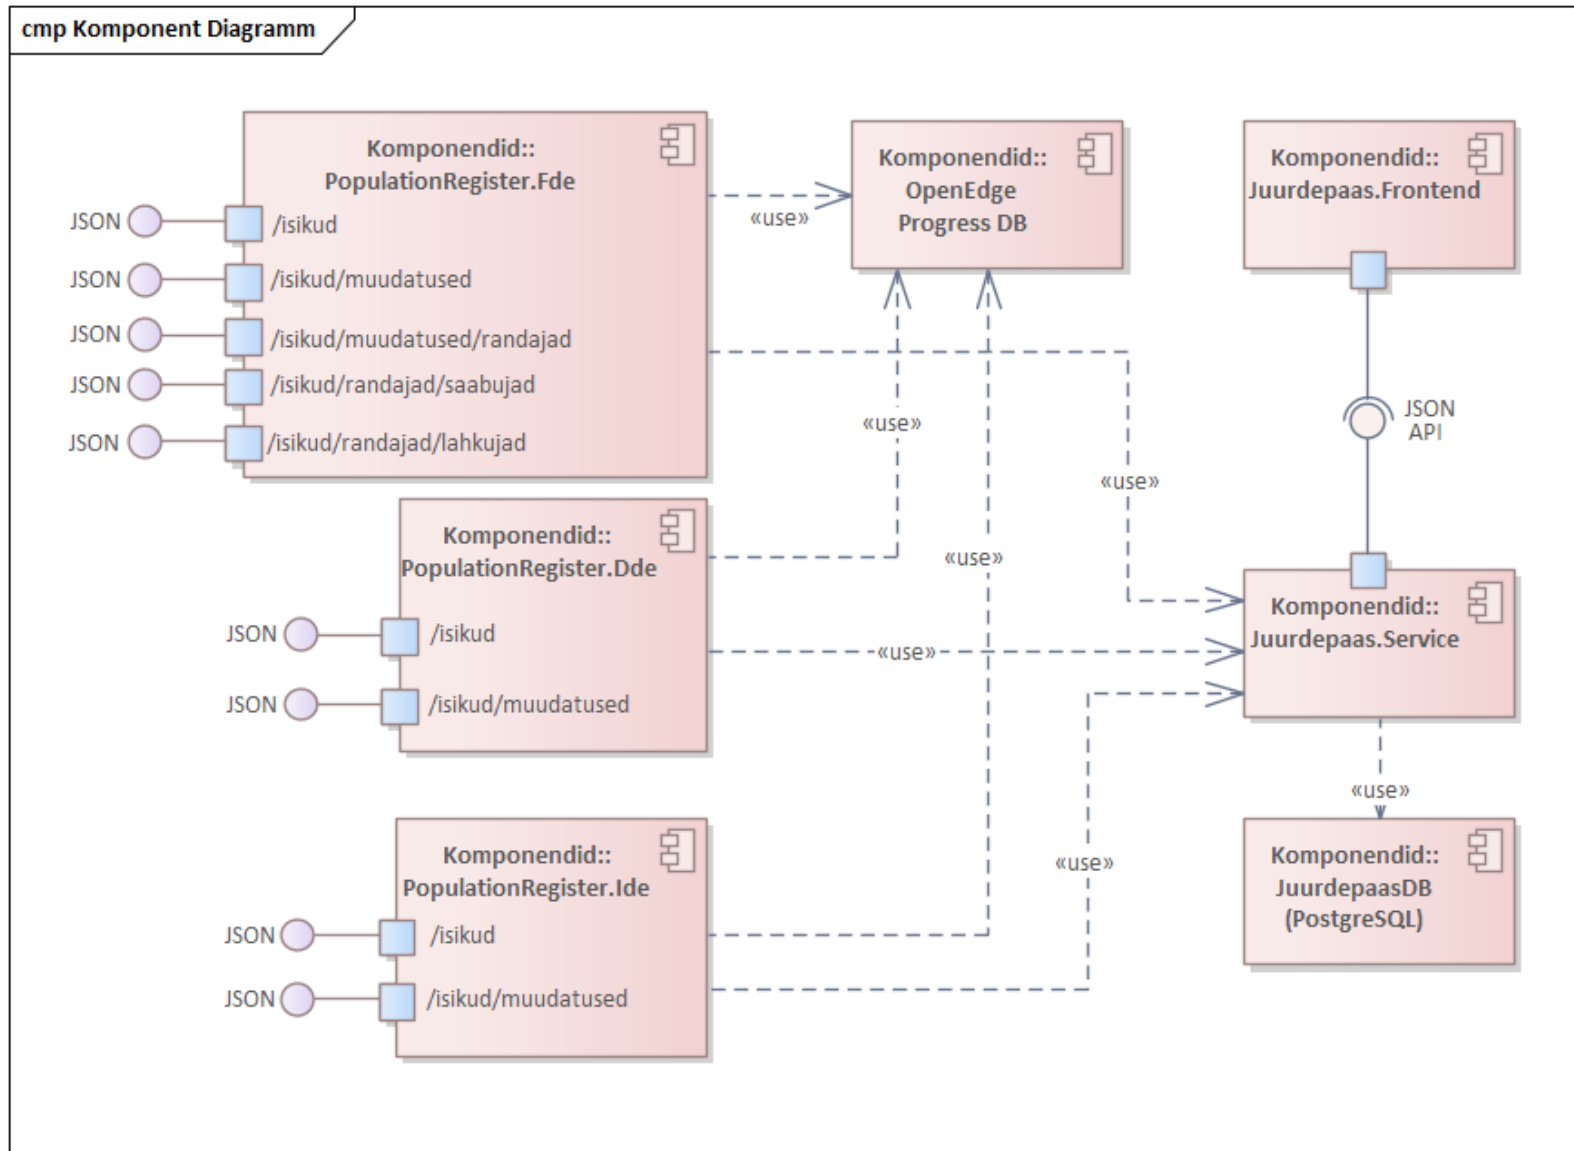 cmp Komponent Diagramm
Komponendid::
PopulationRegister.Fde
JSON
/isikud
JSON
/isikud/muudatused
JSON
/isikud/muudatused/randajad
JSON
/isikud/randajad/saabujad
JSON
/isikud/randajad/lahkujad
«use»
Komponendid::
OpenEdge
Progress DB
Komponendid::
Juurdepaas.Frontend
JSON
API
«use»
«use»
«use»
Komponendid::
PopulationRegister.Dde
JSON
/isikud
JSON
/isikud/muudatused
«use»
Komponendid::
Juurdepaas.Service
«use»
«use»
Komponendid::
PopulationRegister.Ide
JSON
/isikud
JSON
/isikud/muudatused
Komponendid::
JuurdepaasDB
(PostgreSQL)